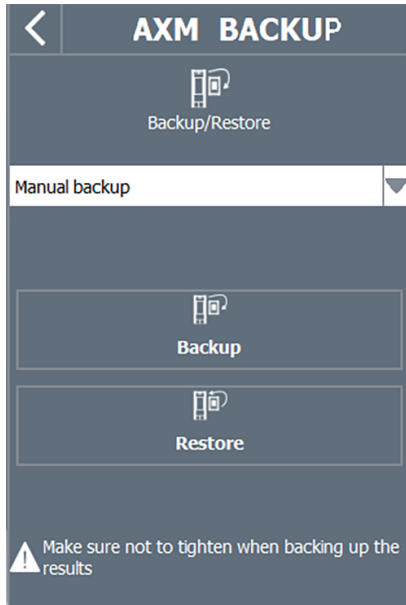 AXM BACKUP
Backup/Restore
Manual backup
Backup
Restore
Make sure not to tighten when backing up the
results